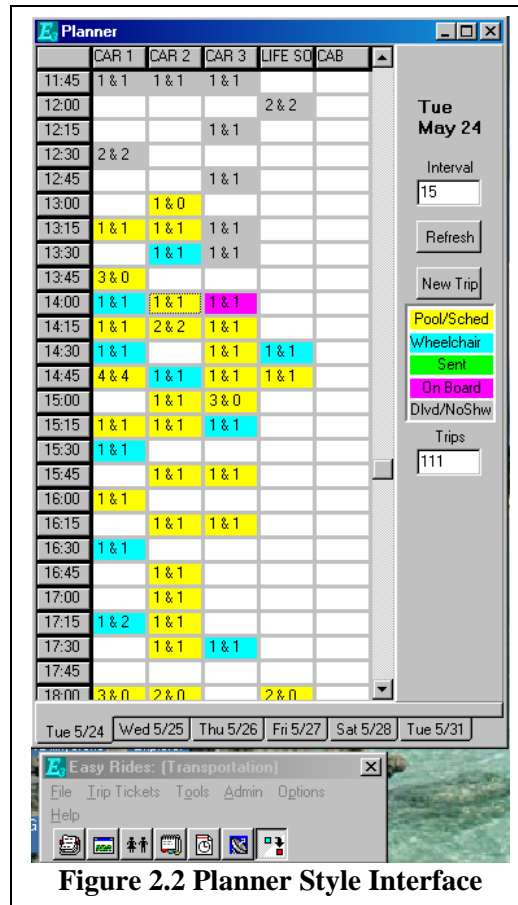 Planner
CAR 1 CAR 2 CAR 3 LIFE SO CAB
11:45 1 & 1 1 & 1 1 & 1
12:00 2 & 2
12:15 1 & 1
12:30 2 & 2
12:45 1 & 1
13:00 1 & 0
13:15 1 & 1 1 & 1 1 & 1
13:30 1 & 1 1 & 1
13:45 3 & 0
14:00 1 & 1 1 & 1 1 & 1
14:15 1 & 1 2 & 2 1 & 1
14:30 1 & 1 1 & 1 1 & 1
14:45 4 & 4 1 & 1 1 & 1 1 & 1
15:00 1 & 1 3 & 0
15:15 1 & 1 1 & 1 1 & 1
15:30 1 & 1
15:45 1 & 1 1 & 1
16:00 1 & 1
16:15 1 & 1 1 & 1
16:30 1 & 1
16:45 1 & 1
17:00 1 & 1
17:15 1 & 2 1 & 1
17:30 1 & 1 1 & 1
17:45
18:00 3 & 0 2 & 0 2 & 0
Tue
May 24
Interval
15
Refresh
New Trip
Pool/Sched
Wheelchair
Sent
On Board
Dlvd/NoShw
Trips
111
Tue 5/24 Wed 5/25 Thu 5/26 Fri 5/27 Sat 5/28 Tue 5/31
Easy Rides: (Transportation)
File Trip Tickets Tools Admin Options
Help
Figure 2.2 Planner Style Interface